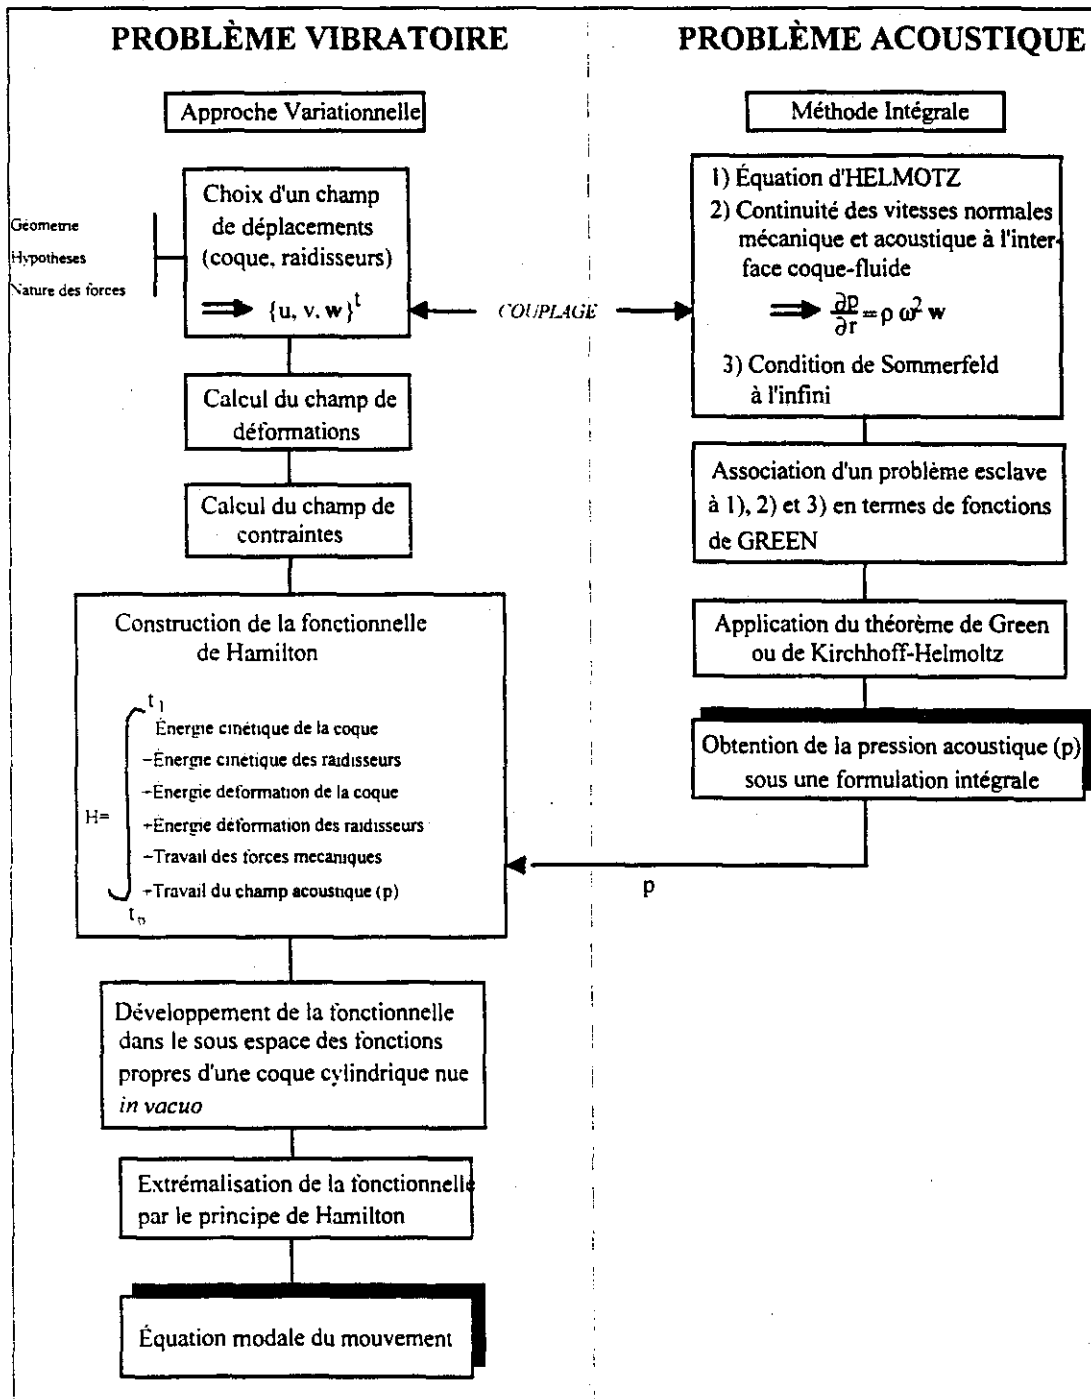 PROBLÈME VIBRATOIRE
PROBLÈME ACOUSTIQUE
Approche Variationnelle
Méthode Intégrale
Géometrie
Hypotheses
Nature des forces
Choix d'un champ
de déplacements
(coque, raidisseurs)
⟹ {u, v. w}^t
COUPLAGE
1) Équation d'HELMOTZ
2) Continuité des vitesses normales
mécanique et acoustique à l'inter-
face coque-fluide
⟹ ∂p/∂r = ρ ω² w
3) Condition de Sommerfeld
à l'infini
Calcul du champ de
déformations
Calcul du champ de
contraintes
Association d'un problème esclave
à 1), 2) et 3) en termes de fonctions
de GREEN
Application du théorème de Green
ou de Kirchhoff-Helmoltz
Obtention de la pression acoustique (p)
sous une formulation intégrale
p
Construction de la fonctionnelle
de Hamilton
t1
Énergie cinétique de la coque
-Énergie cinétique des raidisseurs
-Énergie deformation de la coque
+Énergie déformation des raidisseurs
H=
-Travail des forces mecaniques
+Travail du champ acoustique (p)
Développement de la fonctionnelle
dans le sous espace des fonctions
propres d'une coque cylindrique nue
in vacuo
Extrémalisation de la fonctionnelle
par le principe de Hamilton
Équation modale du mouvement